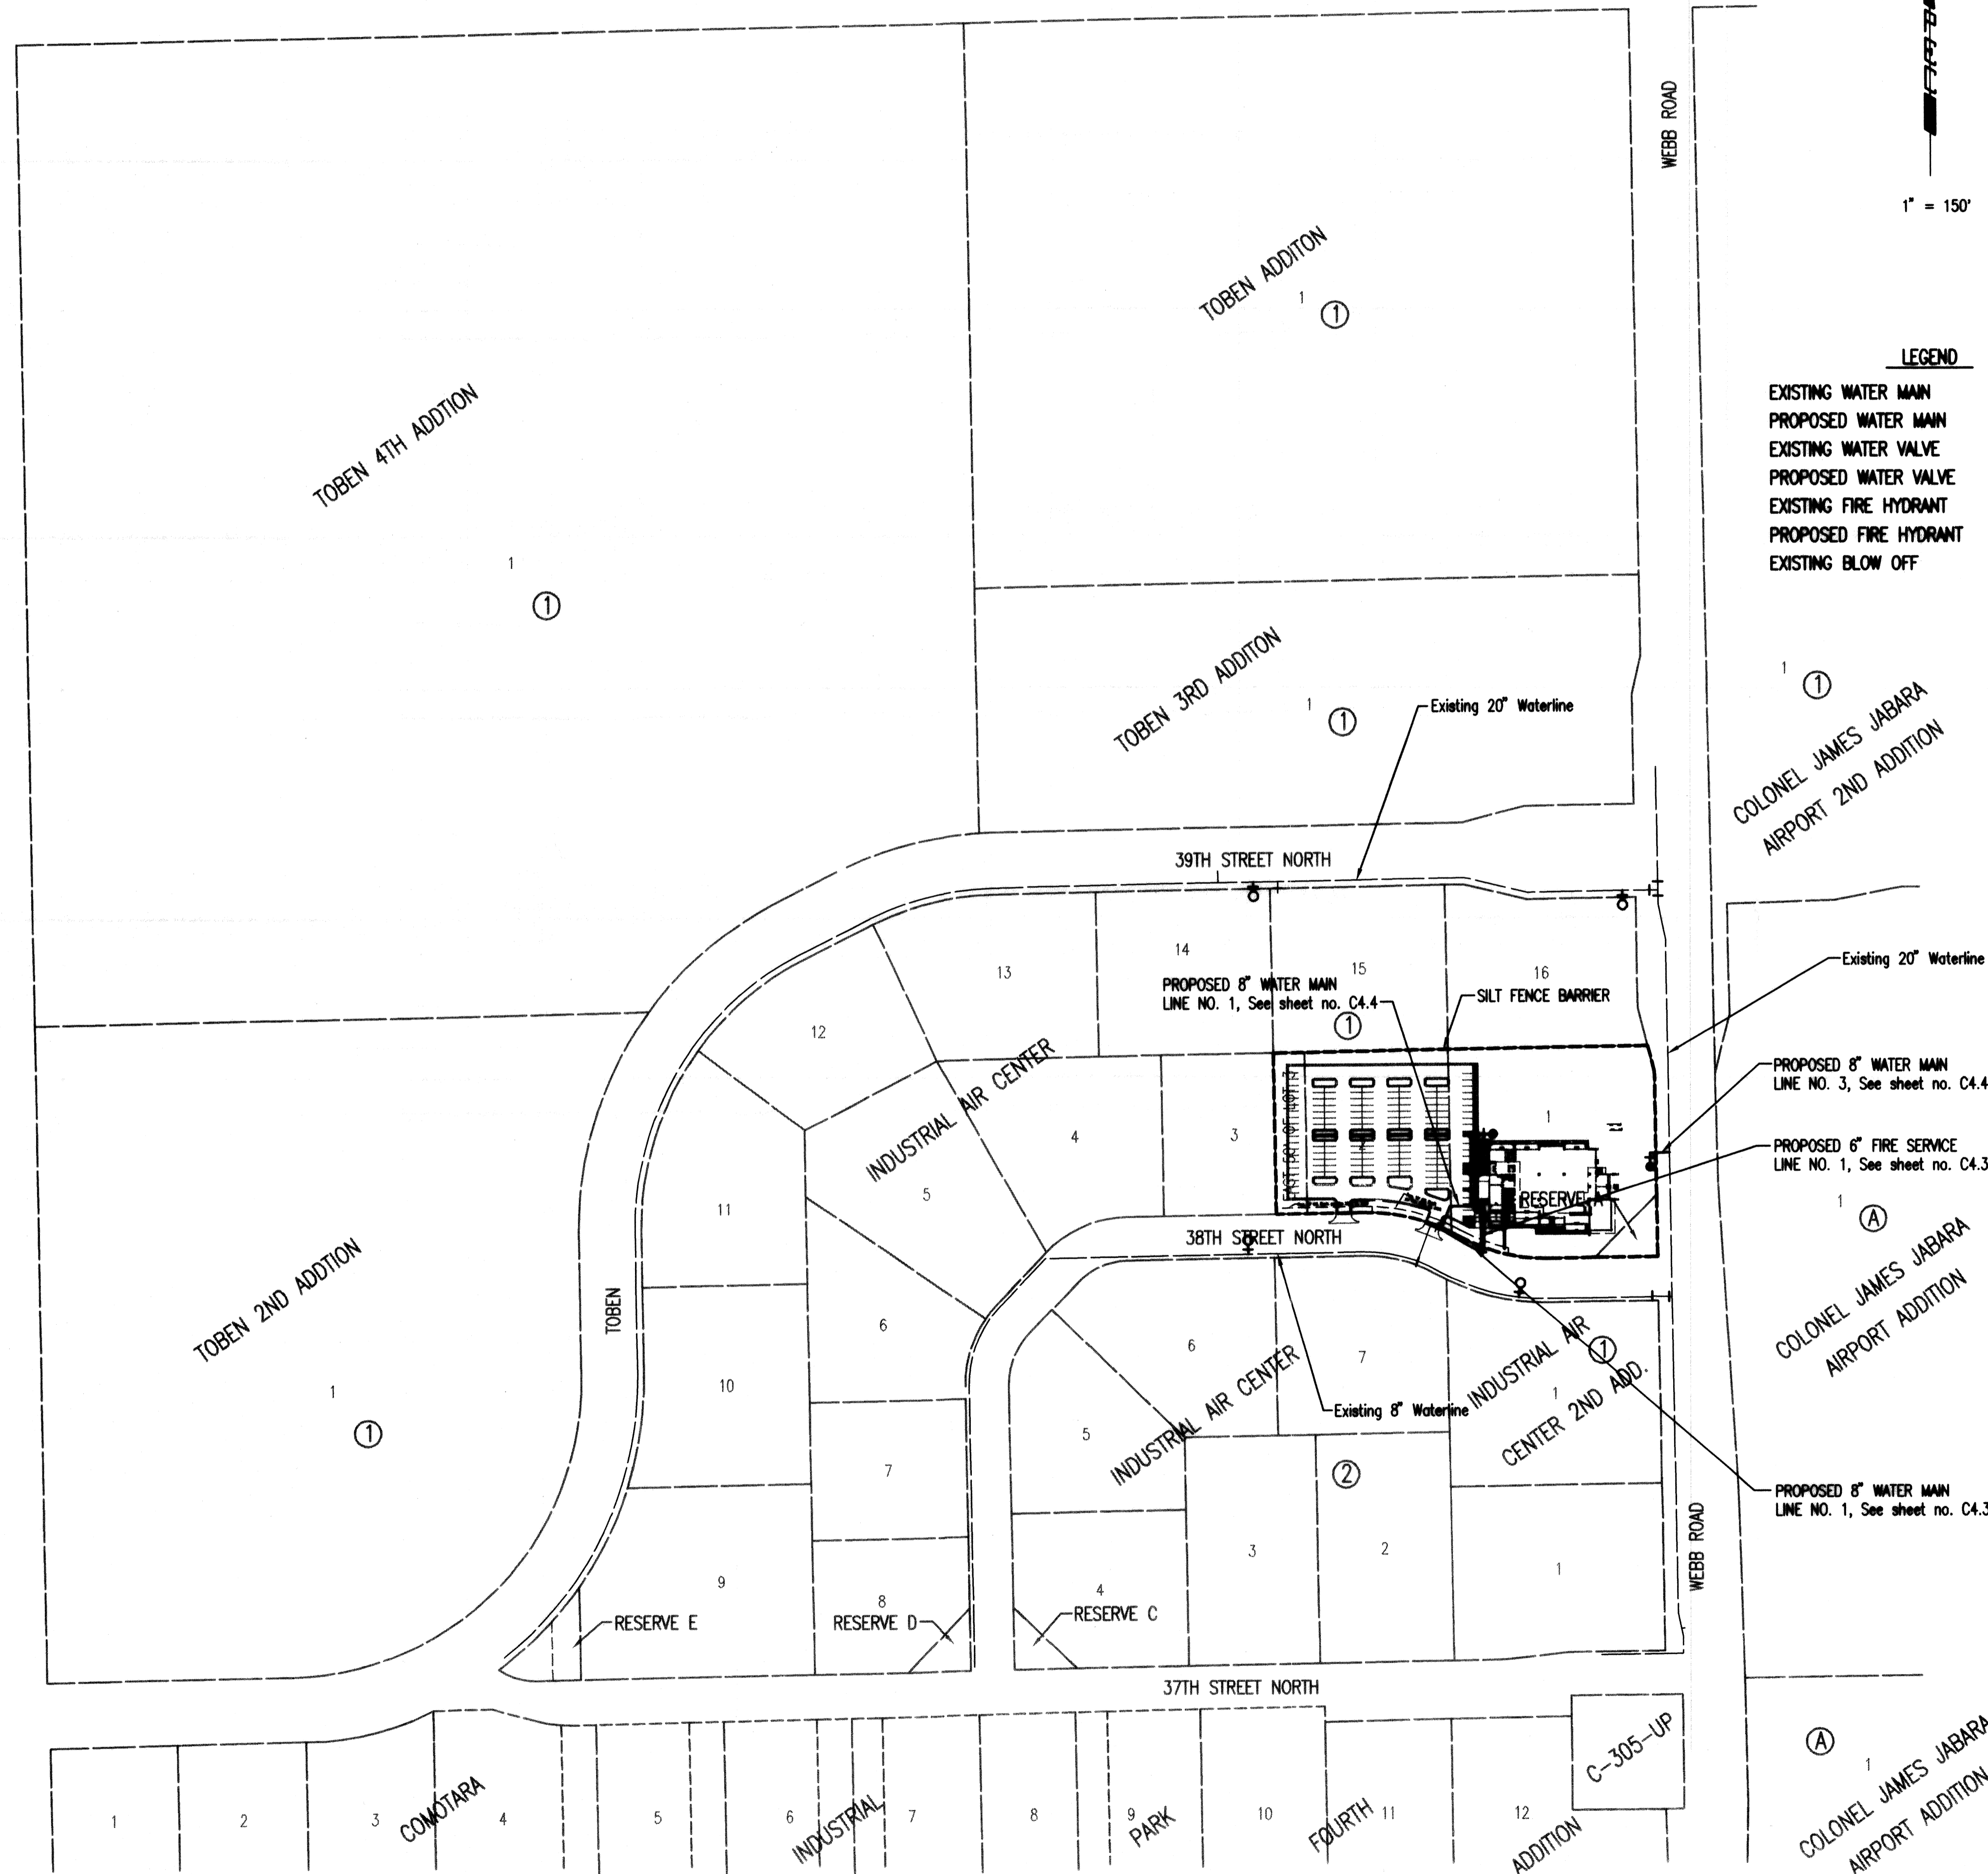 WEBB ROAD
1" = 150'
TOBEN ADDITON
1
1
LEGEND
EXISTING WATER MAIN
PROPOSED WATER MAIN
EXISTING WATER VALVE
PROPOSED WATER VALVE
EXISTING FIRE HYDRANT
PROPOSED FIRE HYDRANT
EXISTING BLOW OFF
TOBEN 4TH ADDTION
1
1
TOBEN 3RD ADDITON
1
1
Existing 20" Waterline
1
1
COLONEL JAMES JABARA
AIRPORT 2ND ADDITION
39TH STREET NORTH
13
14
15
16
PROPOSED 8" WATER MAIN
LINE NO. 1, See sheet no. C4.4
1
SILT FENCE BARRIER
Existing 20" Waterline
12
INDUSTRIAL AIR CENTER
PROPOSED 8" WATER MAIN
LINE NO. 3, See sheet no. C4.4
4
3
2
1
PROPOSED 6" FIRE SERVICE
LINE NO. 1, See sheet no. C4.3
RESERVE
5
11
38TH STREET NORTH
1
A
COLONEL JAMES JABARA
AIRPORT ADDITION
TOBEN 2ND ADDTION
1
1
TOBEN
6
10
7
6
7
5
INDUSTRIAL AIR CENTER
Existing 8" Waterline
INDUSTRIAL AIR
CENTER 2ND ADD.
1
1
2
PROPOSED 8" WATER MAIN
LINE NO. 1, See sheet no. C4.3
WEBB ROAD
9
8
4
3
2
1
RESERVE E
RESERVE D
RESERVE C
37TH STREET NORTH
C-305-UP
A
1
COLONEL JAMES JABARA
AIRPORT ADDITION
1
2
3
4
5
6
7
8
9
10
11
12
COMOTARA
INDUSTRIAL
PARK
FOURTH
ADDITION